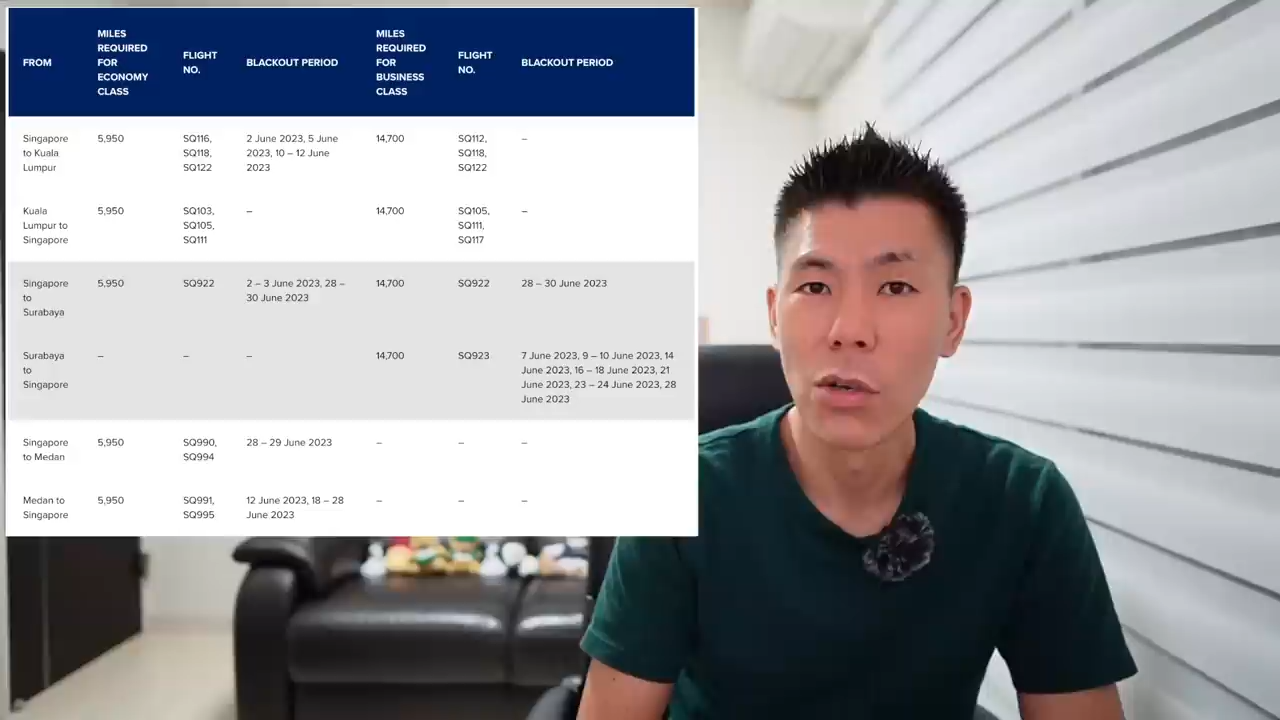 FROM
MILES
REQUIRED
FOR
ECONOMY
CLASS
FLIGHT
NO.
BLACKOUT PERIOD
MILES
REQUIRED
FOR
BUSINESS
CLASS
FLIGHT
NO.
BLACKOUT PERIOD
Singapore
to Kuala
Lumpur
5,950
SQ116,
SQ118,
SQ122
2 June 2023, 5 June
2023, 10 – 12 June
2023
14,700
SQ112,
SQ118,
SQ122
–
Kuala
Lumpur to
Singapore
5,950
SQ103,
SQ105,
SQ111
–
14,700
SQ105,
SQ111,
SQ117
–
Singapore
to
Surabaya
5,950
SQ922
2 – 3 June 2023, 28 –
30 June 2023
14,700
SQ922
28 – 30 June 2023
Surabaya
to
Singapore
–
–
–
14,700
SQ923
7 June 2023, 9 – 10 June 2023, 14
June 2023, 16 – 18 June 2023, 21
June 2023, 23 – 24 June 2023, 28
June 2023
Singapore
to Medan
5,950
SQ990,
SQ994
28 – 29 June 2023
–
–
–
Medan to
Singapore
5,950
SQ991,
SQ995
12 June 2023, 18 – 28
June 2023
–
–
–